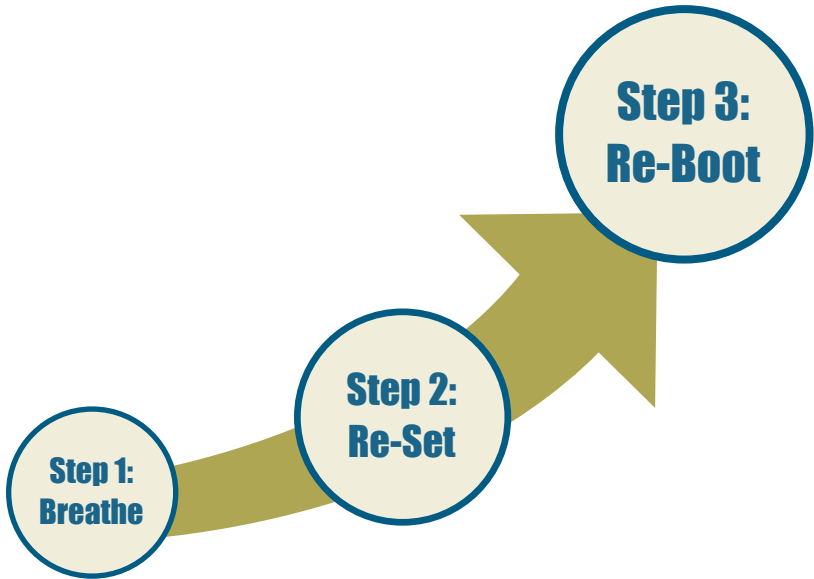 Step 1:
Breathe
Step 2:
Re-Set
Step 3:
Re-Boot